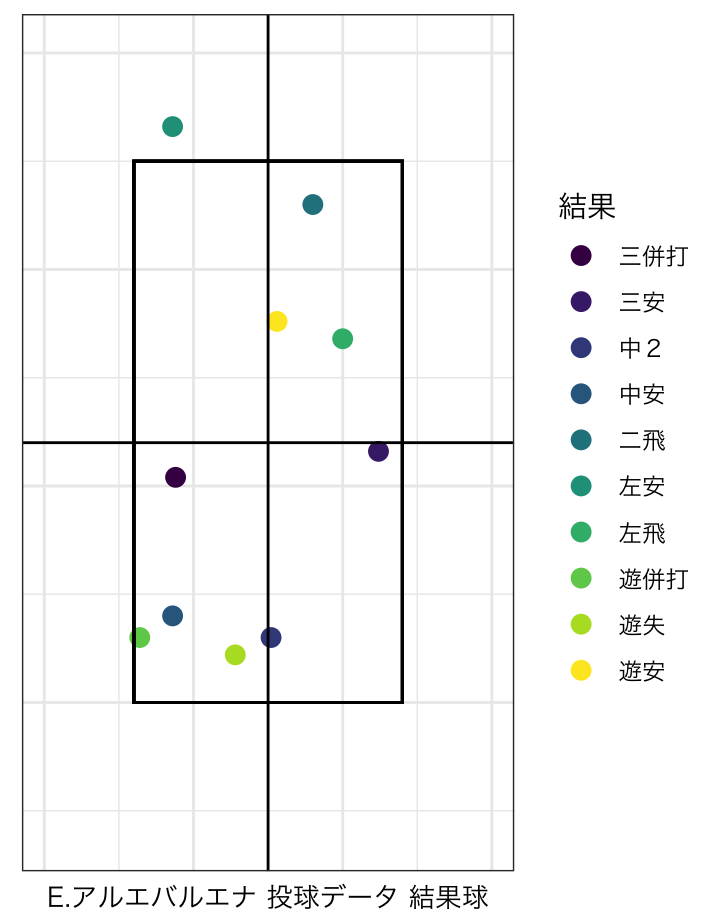 結果
三併打
三安
中２
中安
二飛
左安
左飛
遊併打
遊失
遊安
E.アルエバルエナ 投球データ 結果球